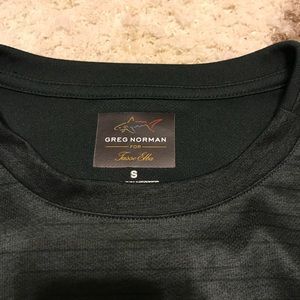 GREG NORMAN
FOR
Tasso Elba
S